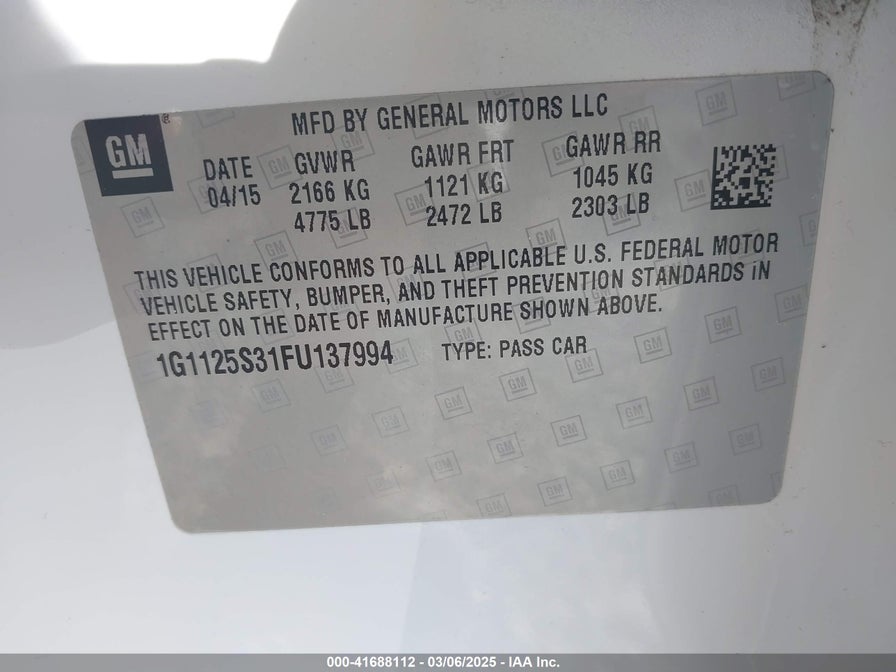 GM ®
MFD BY GENERAL MOTORS LLC
DATE GVWR GAWR FRT GAWR RR
04/15 2166 KG 1121 KG 1045 KG
4775 LB 2472 LB 2303 LB
THIS VEHICLE CONFORMS TO ALL APPLICABLE U.S. FEDERAL MOTOR
VEHICLE SAFETY, BUMPER, AND THEFT PREVENTION STANDARDS iN
EFFECT ON THE DATE OF MANUFACTURE SHOWN ABOVE.
1G1125S31FU137994 TYPE: PASS CAR
000-41688112 - 03/06/2025 - IAA Inc.